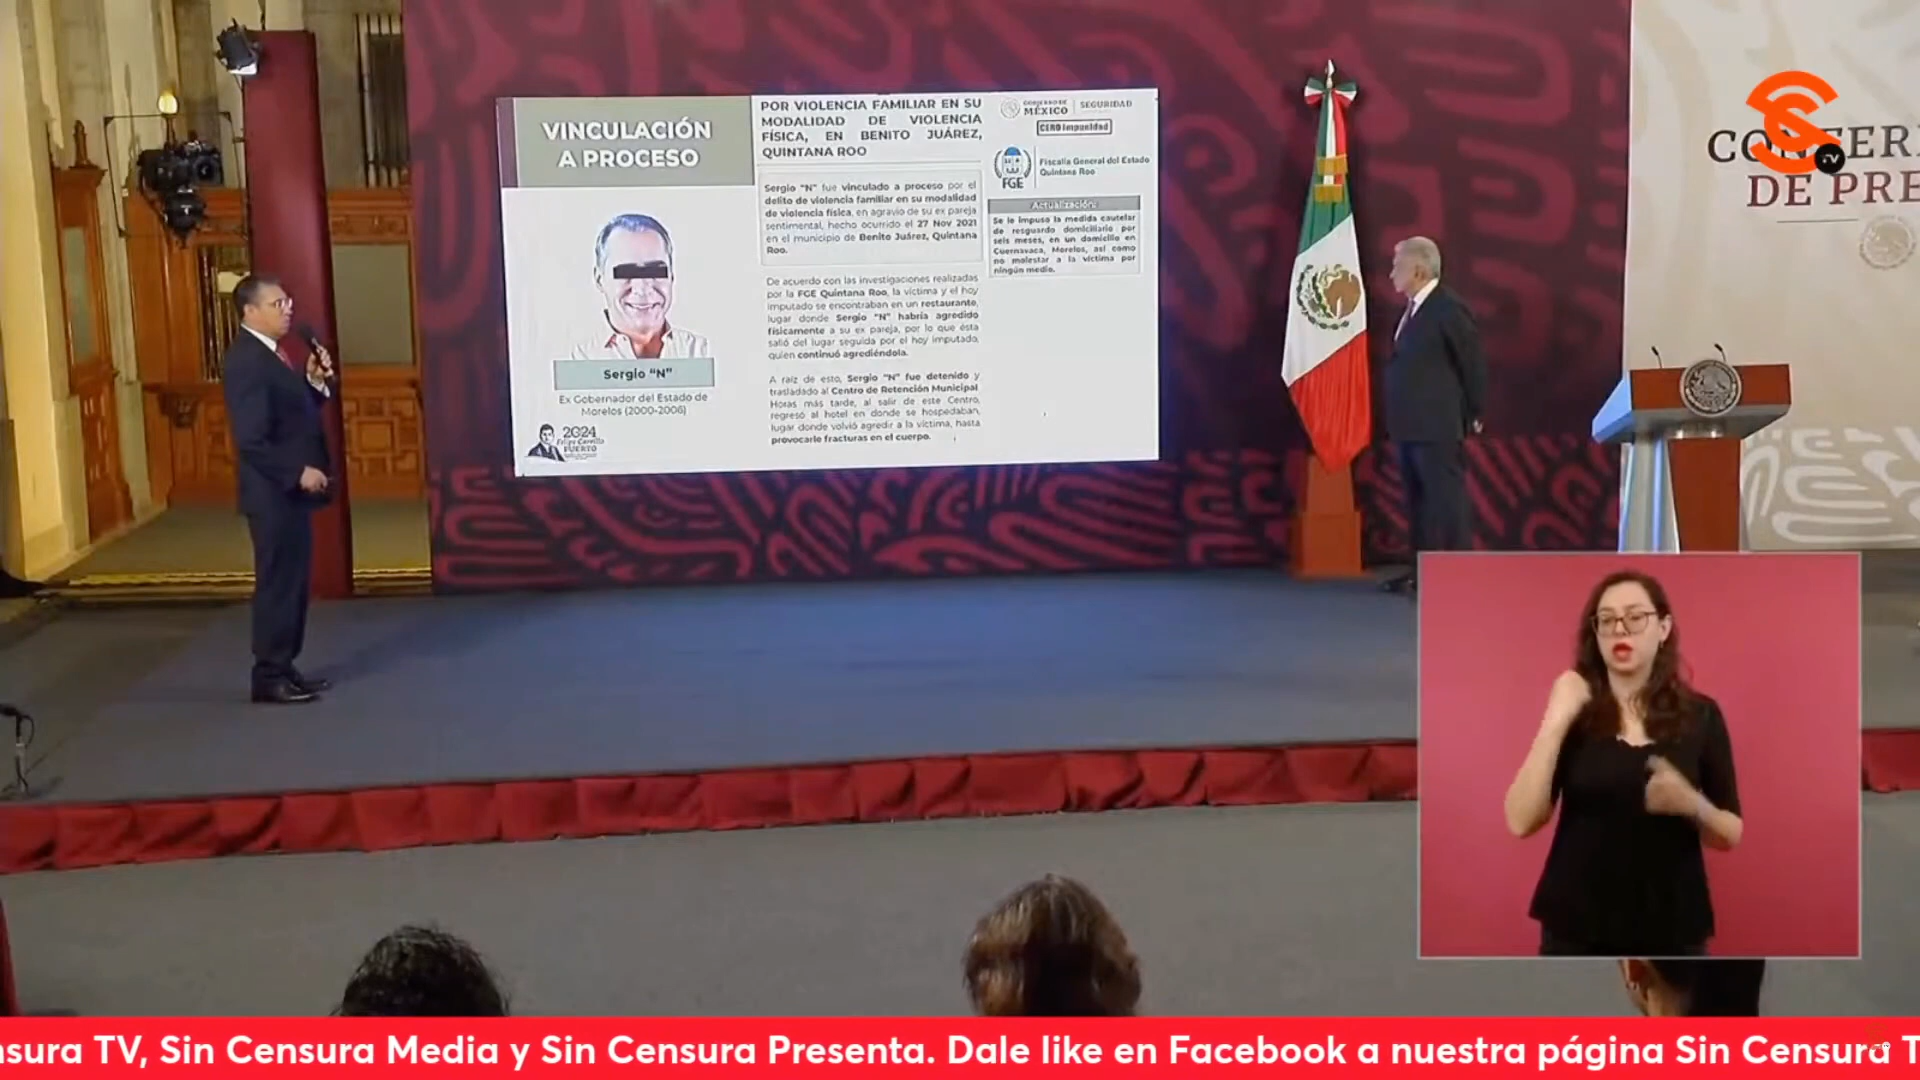 VINCULACIÓN
A PROCESO
Sergio "N"
Ex Gobernador del Estado de
Morelos (2000-2006)
2024
Felipe Carrillo
PUERTO
POR VIOLENCIA FAMILIAR EN SU
MODALIDAD DE VIOLENCIA
FÍSICA, EN BENITO JUÁREZ,
QUINTANA ROO
Sergio "N" fue vinculado a proceso por el
delito de violencia familiar en su modalidad
de violencia física, en agravio de su ex pareja
sentimental, hecho ocurrido el 27 Nov 2021
en el municipio de Benito Juárez, Quintana
Roo.
De acuerdo con las investigaciones realizadas
por la FGE Quintana Roo, la víctima y el hoy
imputado se encontraban en un restaurante,
lugar donde Sergio "N" habría agredido
físicamente a su ex pareja, por lo que ésta
salió del lugar seguida por el hoy imputado,
quien continuó agrediéndola.
A raíz de esto, Sergio "N" fue detenido y
trasladado al Centro de Retención Municipal
Horas más tarde, al salir de este Centro,
regresó al hotel en donde se hospedaban,
lugar donde volvió agredir a la víctima, hasta
provocarle fracturas en el cuerpo.
GOBIERNO DE
MÉXICO
SEGURIDAD
CERO Impunidad
FGE
Fiscalía General del Estado
Quintana Roo
Actualización:
Se le impuso la medida cautelar
de resguardo domiciliario por
seis meses, en un domicilio en
Cuernavaca, Morelos, así como
no molestar a la víctima por
ningún medio.
TV
DE PRE
nsura TV, Sin Censura Media y Sin Censura Presenta. Dale like en Facebook a nuestra página Sin Censura T